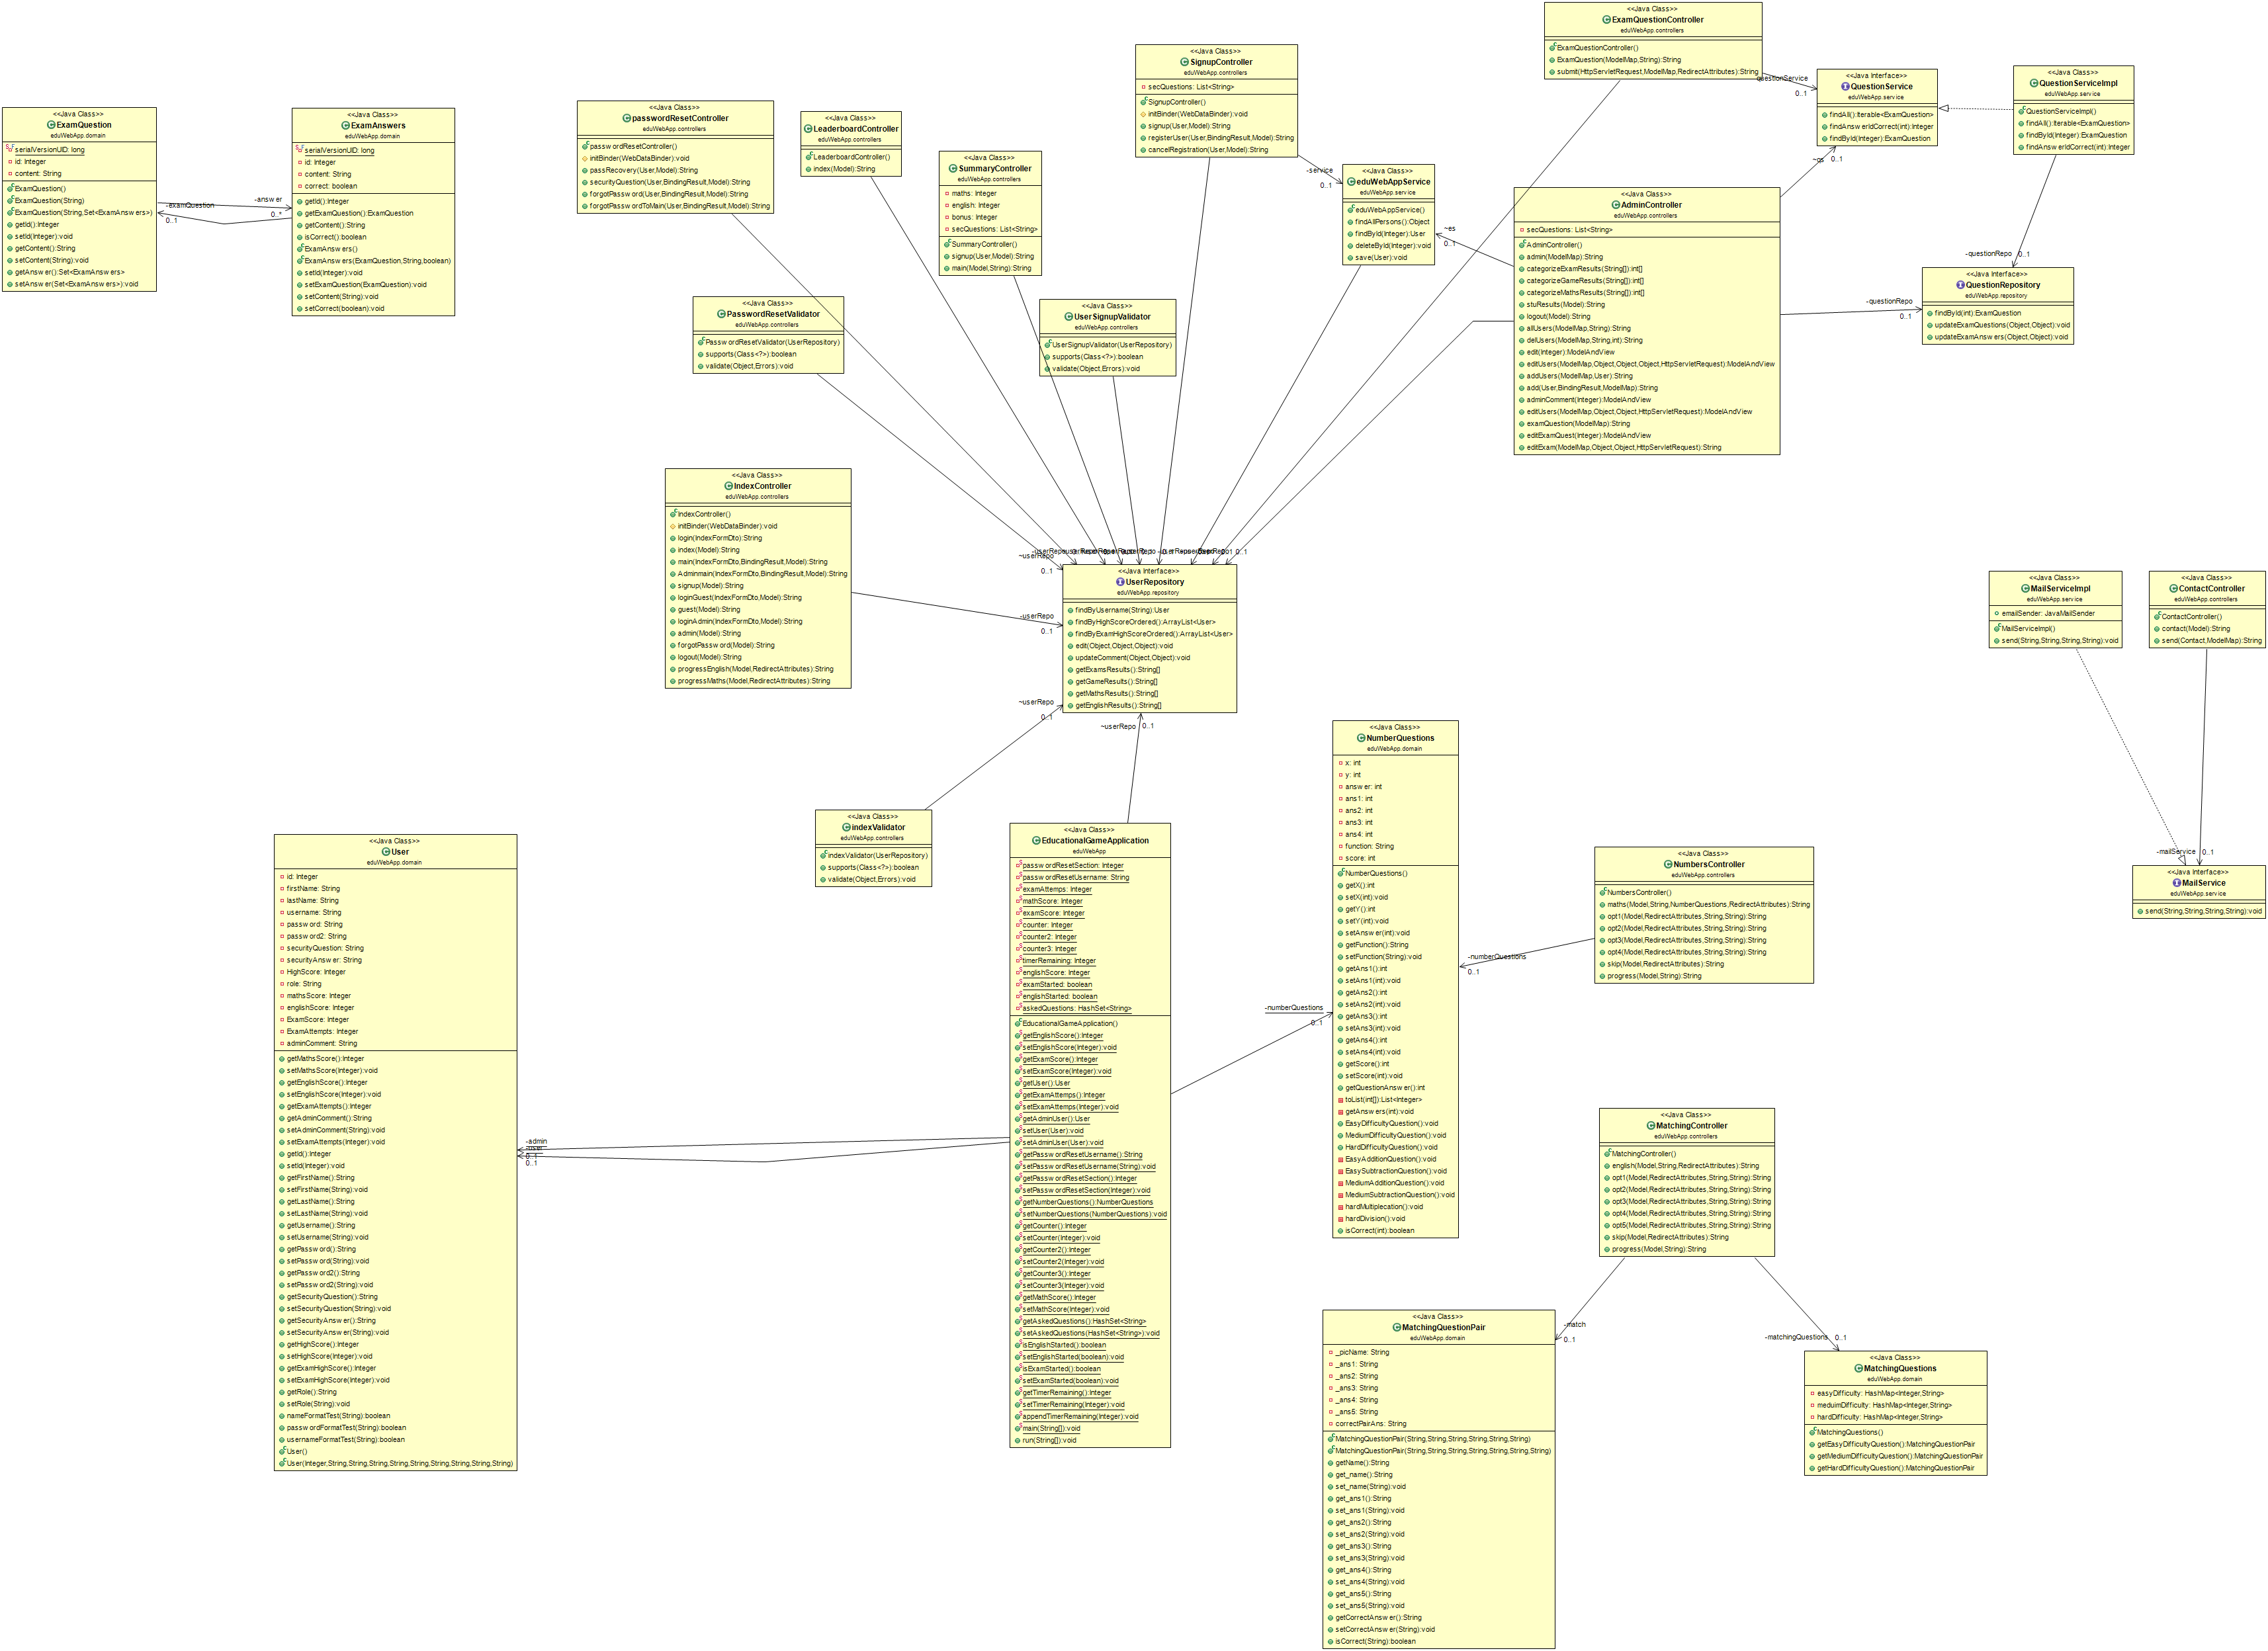 <<Java Class>>
ExamQuestion
eduWebApp.domain
serialVersionUID: long
id: Integer
content: String
ExamQuestion()
ExamQuestion(String)
ExamQuestion(String,Set<ExamAnswers>)
getId():Integer
setId(Integer):void
getContent():String
setContent(String):void
getAnswer():Set<ExamAnswers>
setAnswer(Set<ExamAnswers>):void
-answer
0..*
-examQuestion
0..1
<<Java Class>>
ExamAnswers
eduWebApp.domain
serialVersionUID: long
id: Integer
content: String
correct: boolean
getId():Integer
getExamQuestion():ExamQuestion
getContent():String
isCorrect():boolean
ExamAnswers()
ExamAnswers(ExamQuestion,String,boolean)
setId(Integer):void
setExamQuestion(ExamQuestion):void
setContent(String):void
setCorrect(boolean):void
<<Java Class>>
passwordResetController
eduWebApp.controllers
passwordResetController()
initBinder(WebDataBinder):void
passRecovery(User,Model):String
securityQuestion(User,BindingResult,Model):String
forgotPassword(User,BindingResult,Model):String
forgotPasswordToMain(User,BindingResult,Model):String
<<Java Class>>
LeaderboardController
eduWebApp.controllers
LeaderboardController()
index(Model):String
<<Java Class>>
SummaryController
eduWebApp.controllers
maths: Integer
english: Integer
bonus: Integer
secQuestions: List<String>
SummaryController()
signup(User,Model):String
main(Model,String):String
<<Java Class>>
SignupController
eduWebApp.controllers
secQuestions: List<String>
SignupController()
initBinder(WebDataBinder):void
signup(User,Model):String
registerUser(User,BindingResult,Model):String
cancelRegistration(User,Model):String
-service
0..1
<<Java Class>>
eduWebAppService
eduWebApp.service
eduWebAppService()
findAllPersons():Object
findById(Integer):User
deleteById(Integer):void
save(User):void
~es
0..1
<<Java Class>>
ExamQuestionController
eduWebApp.controllers
ExamQuestionController()
ExamQuestion(ModelMap,String):String
submit(HttpServletRequest,ModelMap,RedirectAttributes):String
-questionService
0..1
<<Java Interface>>
QuestionService
eduWebApp.service
findAll():Iterable<ExamQuestion>
findAnswerIdCorrect(int):Integer
findById(Integer):ExamQuestion
~qs
0..1
<<Java Class>>
QuestionServiceImpl
eduWebApp.service
QuestionServiceImpl()
findAll():Iterable<ExamQuestion>
findById(Integer):ExamQuestion
findAnswerIdCorrect(int):Integer
-questionRepo
0..1
<<Java Class>>
AdminController
eduWebApp.controllers
secQuestions: List<String>
AdminController()
admin(ModelMap):String
categorizeExamResults(String[]):int[]
categorizeGameResults(String[]):int[]
categorizeMathsResults(String[]):int[]
stuResults(Model):String
logout(Model):String
allUsers(ModelMap,String):String
delUsers(ModelMap,String,int):String
edit(Integer):ModelAndView
editUsers(ModelMap,Object,Object,Object,HttpServletRequest):ModelAndView
addUsers(ModelMap,User):String
add(User,BindingResult,ModelMap):String
adminComment(Integer):ModelAndView
editUsers(ModelMap,Object,Object,HttpServletRequest):ModelAndView
examQuestion(ModelMap):String
editExamQuest(Integer):ModelAndView
editExam(ModelMap,Object,Object,HttpServletRequest):String
-questionRepo
0..1
<<Java Interface>>
QuestionRepository
eduWebApp.repository
findById(int):ExamQuestion
updateExamQuestions(Object,Object):void
updateExamAnswers(Object,Object):void
<<Java Class>>
PasswordResetValidator
eduWebApp.controllers
PasswordResetValidator(UserRepository)
supports(Class<?>):boolean
validate(Object,Errors):void
<<Java Class>>
UserSignupValidator
eduWebApp.controllers
UserSignupValidator(UserRepository)
supports(Class<?>):boolean
validate(Object,Errors):void
<<Java Class>>
IndexController
eduWebApp.controllers
IndexController()
initBinder(WebDataBinder):void
login(IndexFormDto):String
index(Model):String
main(IndexFormDto,BindingResult,Model):String
Adminmain(IndexFormDto,BindingResult,Model):String
signup(Model):String
loginGuest(IndexFormDto,Model):String
guest(Model):String
loginAdmin(IndexFormDto,Model):String
admin(Model):String
forgotPassword(Model):String
logout(Model):String
progressEnglish(Model,RedirectAttributes):String
progressMaths(Model,RedirectAttributes):String
~userRepo
0..1
-userRepo
0..1
0..1
0..1
<<Java Interface>>
UserRepository
eduWebApp.repository
findByUsername(String):User
findByHighScoreOrdered():ArrayList<User>
findByExamHighScoreOrdered():ArrayList<User>
edit(Object,Object,Object):void
updateComment(Object,Object):void
getExamsResults():String[]
getGameResults():String[]
getMathsResults():String[]
getEnglishResults():String[]
~userRepo
0..1
~userRepo
0..1
<<Java Class>>
MailServiceImpl
eduWebApp.service
emailSender: JavaMailSender
MailServiceImpl()
send(String,String,String,String):void
<<Java Class>>
ContactController
eduWebApp.controllers
ContactController()
contact(Model):String
send(Contact,ModelMap):String
-mailService
0..1
<<Java Interface>>
MailService
eduWebApp.service
send(String,String,String,String):void
<<Java Class>>
indexValidator
eduWebApp.controllers
indexValidator(UserRepository)
supports(Class<?>):boolean
validate(Object,Errors):void
<<Java Class>>
User
eduWebApp.domain
id: Integer
firstName: String
lastName: String
username: String
password: String
password2: String
securityQuestion: String
securityAnswer: String
HighScore: Integer
role: String
mathsScore: Integer
englishScore: Integer
ExamScore: Integer
ExamAttempts: Integer
adminComment: String
getMathsScore():Integer
setMathsScore(Integer):void
getEnglishScore():Integer
setEnglishScore(Integer):void
getExamAttempts():Integer
getAdminComment():String
setAdminComment(String):void
setExamAttempts(Integer):void
getId():Integer
setId(Integer):void
getFirstName():String
setFirstName(String):void
getLastName():String
setLastName(String):void
getUsername():String
setUsername(String):void
getPassword():String
setPassword(String):void
getPassword2():String
setPassword2(String):void
getSecurityQuestion():String
setSecurityQuestion(String):void
getSecurityAnswer():String
setSecurityAnswer(String):void
getHighScore():Integer
setHighScore(Integer):void
getExamHighScore():Integer
setExamHighScore(Integer):void
getRole():String
setRole(String):void
nameFormatTest(String):boolean
passwordFormatTest(String):boolean
usernameFormatTest(String):boolean
User()
User(Integer,String,String,String,String,String,String,String,String)
-admin
0..1
<<Java Class>>
EducationalGameApplication
eduWebApp
passwordResetSection: Integer
passwordResetUsername: String
examAttemps: Integer
mathScore: Integer
examScore: Integer
counter: Integer
counter2: Integer
counter3: Integer
timerRemaining: Integer
englishScore: Integer
examStarted: boolean
englishStarted: boolean
askedQuestions: HashSet<String>
EducationalGameApplication()
getEnglishScore():Integer
setEnglishScore(Integer):void
getExamScore():Integer
setExamScore(Integer):void
getUser():User
getExamAttemps():Integer
setExamAttemps(Integer):void
getAdminUser():User
setUser(User):void
setAdminUser(User):void
getPasswordResetUsername():String
setPasswordResetUsername(String):void
getPasswordResetSection():Integer
setPasswordResetSection(Integer):void
getNumberQuestions():NumberQuestions
setNumberQuestions(NumberQuestions):void
getCounter():Integer
setCounter(Integer):void
getCounter2():Integer
setCounter2(Integer):void
getCounter3():Integer
setCounter3(Integer):void
getMathScore():Integer
setMathScore(Integer):void
getAskedQuestions():HashSet<String>
setAskedQuestions(HashSet<String>):void
isEnglishStarted():boolean
setEnglishStarted(boolean):void
isExamStarted():boolean
setExamStarted(boolean):void
getTimerRemaining():Integer
setTimerRemaining(Integer):void
appendTimerRemaining(Integer):void
main(String[]):void
run(String[]):void
-numberQuestions
0..1
<<Java Class>>
NumberQuestions
eduWebApp.domain
x: int
y: int
answer: int
ans1: int
ans2: int
ans3: int
ans4: int
function: String
score: int
NumberQuestions()
getX():int
setX(int):void
getY():int
setY(int):void
setAnswer(int):void
getFunction():String
setFunction(String):void
getAns1():int
setAns1(int):void
getAns2():int
setAns2(int):void
getAns3():int
setAns3(int):void
getAns4():int
setAns4(int):void
getScore():int
setScore(int):void
getQuestionAnswer():int
toList(int[]):List<Integer>
getAnswers(int):void
EasyDifficultyQuestion():void
MediumDifficultyQuestion():void
HardDifficultyQuestion():void
EasyAdditionQuestion():void
EasySubtractionQuestion():void
MediumAdditionQuestion():void
MediumSubtractionQuestion():void
hardMultiplecation():void
hardDivision():void
isCorrect(int):boolean
-numberQuestions
0..1
<<Java Class>>
NumbersController
eduWebApp.controllers
NumbersController()
maths(Model,String,NumberQuestions,RedirectAttributes):String
opt1(Model,RedirectAttributes,String,String):String
opt2(Model,RedirectAttributes,String,String):String
opt3(Model,RedirectAttributes,String,String):String
opt4(Model,RedirectAttributes,String,String):String
skip(Model,RedirectAttributes):String
progress(Model,String):String
<<Java Class>>
MatchingController
eduWebApp.controllers
MatchingController()
english(Model,String,RedirectAttributes):String
opt1(Model,RedirectAttributes,String,String):String
opt2(Model,RedirectAttributes,String,String):String
opt3(Model,RedirectAttributes,String,String):String
opt4(Model,RedirectAttributes,String,String):String
opt5(Model,RedirectAttributes,String,String):String
skip(Model,RedirectAttributes):String
progress(Model,String):String
-match
0..1
-matchingQuestions
0..1
<<Java Class>>
MatchingQuestionPair
eduWebApp.domain
_picName: String
_ans1: String
_ans2: String
_ans3: String
_ans4: String
_ans5: String
correctPairAns: String
MatchingQuestionPair(String,String,String,String,String,String)
MatchingQuestionPair(String,String,String,String,String,String,String)
getName():String
get_name():String
set_name(String):void
get_ans1():String
set_ans1(String):void
get_ans2():String
set_ans2(String):void
get_ans3():String
set_ans3(String):void
get_ans4():String
set_ans4(String):void
get_ans5():String
set_ans5(String):void
getCorrectAnswer():String
setCorrectAnswer(String):void
isCorrect(String):boolean
<<Java Class>>
MatchingQuestions
eduWebApp.domain
easyDifficulty: HashMap<Integer,String>
meduimDifficulty: HashMap<Integer,String>
hardDifficulty: HashMap<Integer,String>
MatchingQuestions()
getEasyDifficultyQuestion():MatchingQuestionPair
getMediumDifficultyQuestion():MatchingQuestionPair
getHardDifficultyQuestion():MatchingQuestionPair